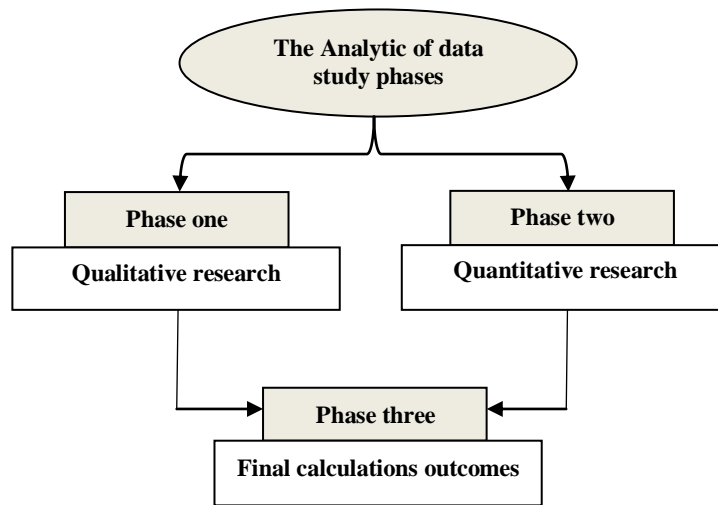 The Analytic of data
study phases
Phase one
Phase two
Qualitative research
Quantitative research
Phase three
Final calculations outcomes